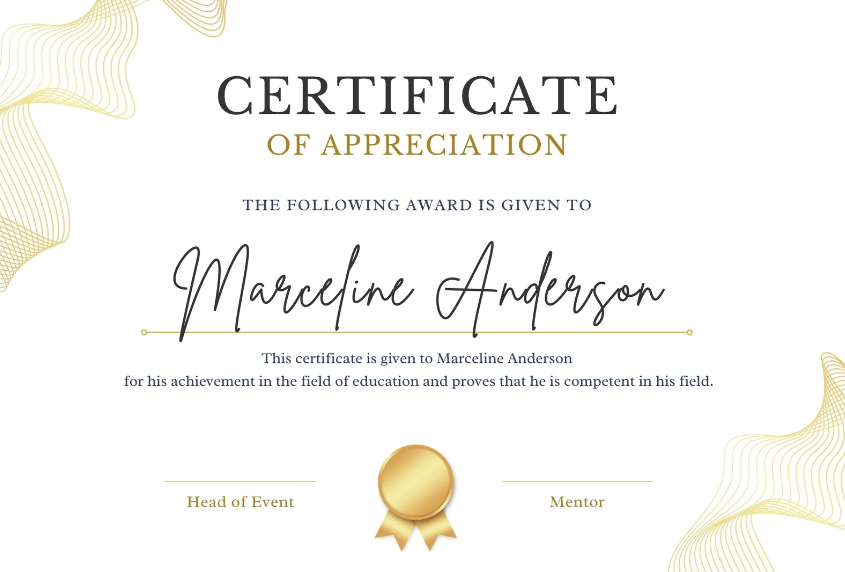 CERTIFICATE
OF APPRECIATION
THE FOLLOWING AWARD IS GIVEN TO
Marceline Anderson
This certificate is given to Marceline Anderson
for his achievement in the field of education and proves that he is competent in his field.
Head of Event
Mentor